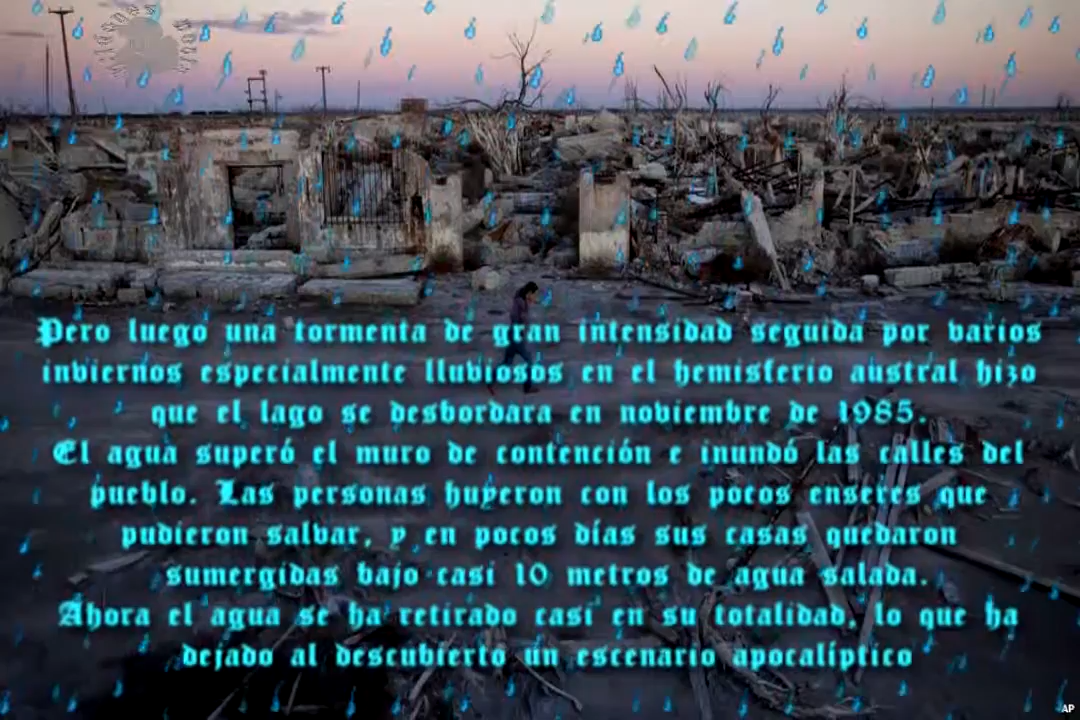 Pero luego una tormenta de gran intensidad seguida por varios
inviernos especialmente lluviosos en el hemisferio austral hizo
que el lago se desbordara en noviembre de 1985.
El agua superó el muro de contención e inundó las calles del
pueblo. Las personas huyeron con los pocos enseres que
pudieron salvar, y en pocos días sus casas quedaron
sumergidas bajo casi 10 metros de agua salada.
Ahora el agua se ha retirado casi en su totalidad, lo que ha
dejado al descubierto un escenario apocalíptico
AP